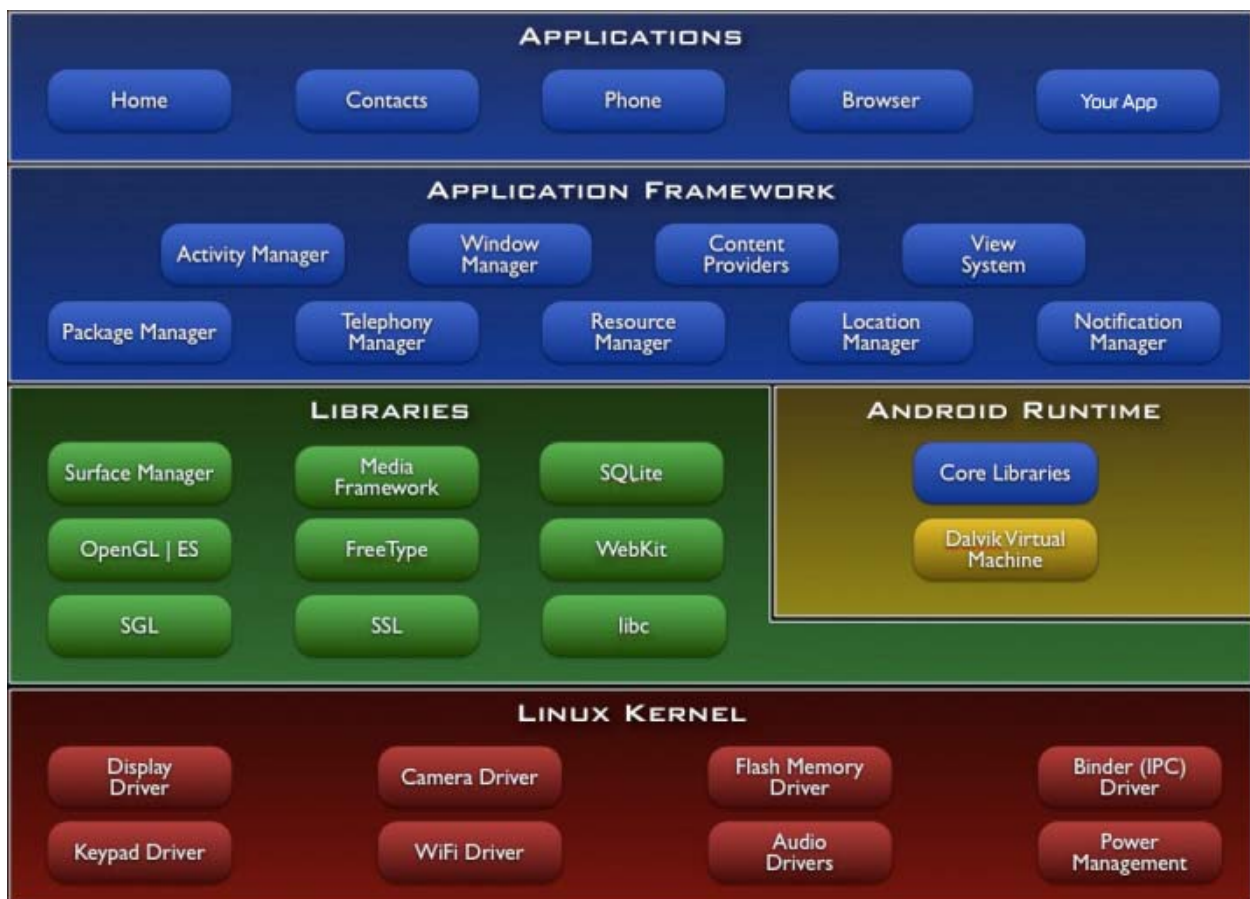 APPLICATIONS
Home
Contacts
Phone
Browser
Your App
APPLICATION FRAMEWORK
Activity Manager
Window
Manager
Content
Providers
View
System
Package Manager
Telephony
Manager
Resource
Manager
Location
Manager
Notification
Manager
LIBRARIES
Surface Manager
Media
Framework
SQLite
OpenGL | ES
FreeType
WebKit
SGL
SSL
libc
ANDROID RUNTIME
Core Libraries
Dalvik Virtual
Machine
LINUX KERNEL
Display
Driver
Camera Driver
Flash Memory
Driver
Binder (IPC)
Driver
Keypad Driver
WiFi Driver
Audio
Drivers
Power
Management